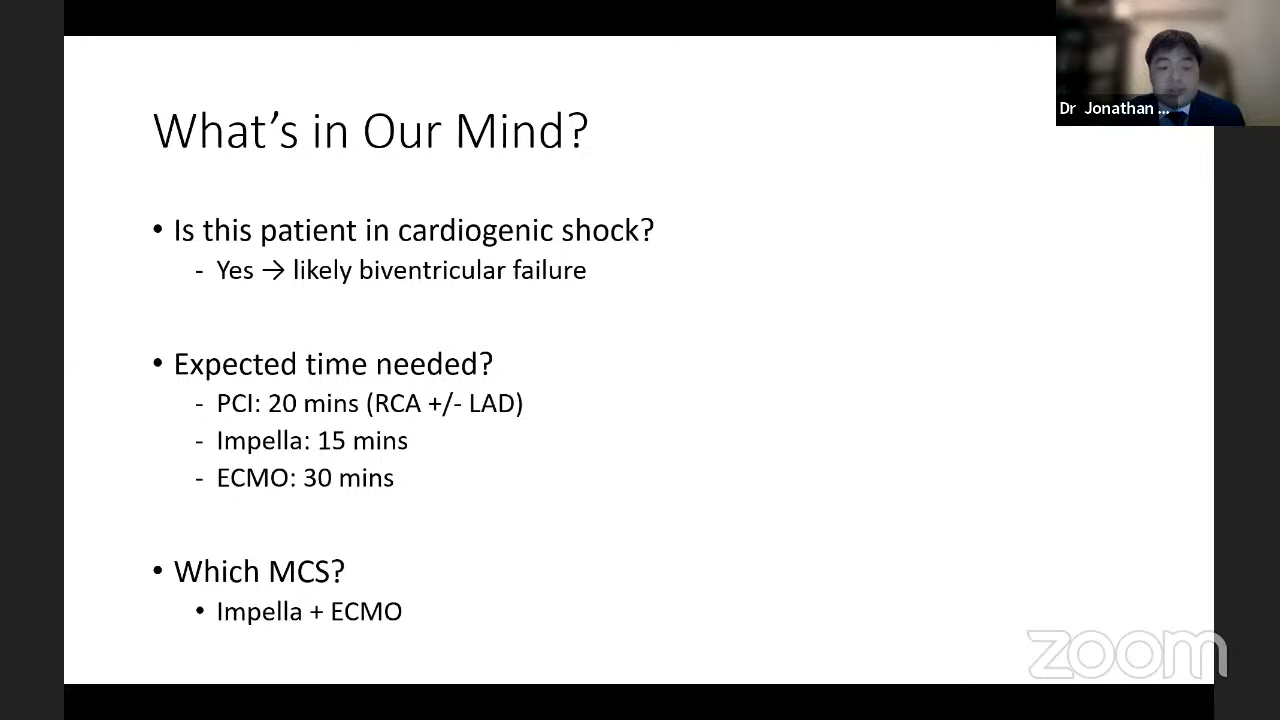 What's in Our Mind?
• Is this patient in cardiogenic shock?
- Yes → likely biventricular failure
• Expected time needed?
- PCI: 20 mins (RCA +/- LAD)
- Impella: 15 mins
- ECMO: 30 mins
• Which MCS?
• Impella + ECMO
Dr Jonathan ...
zoom